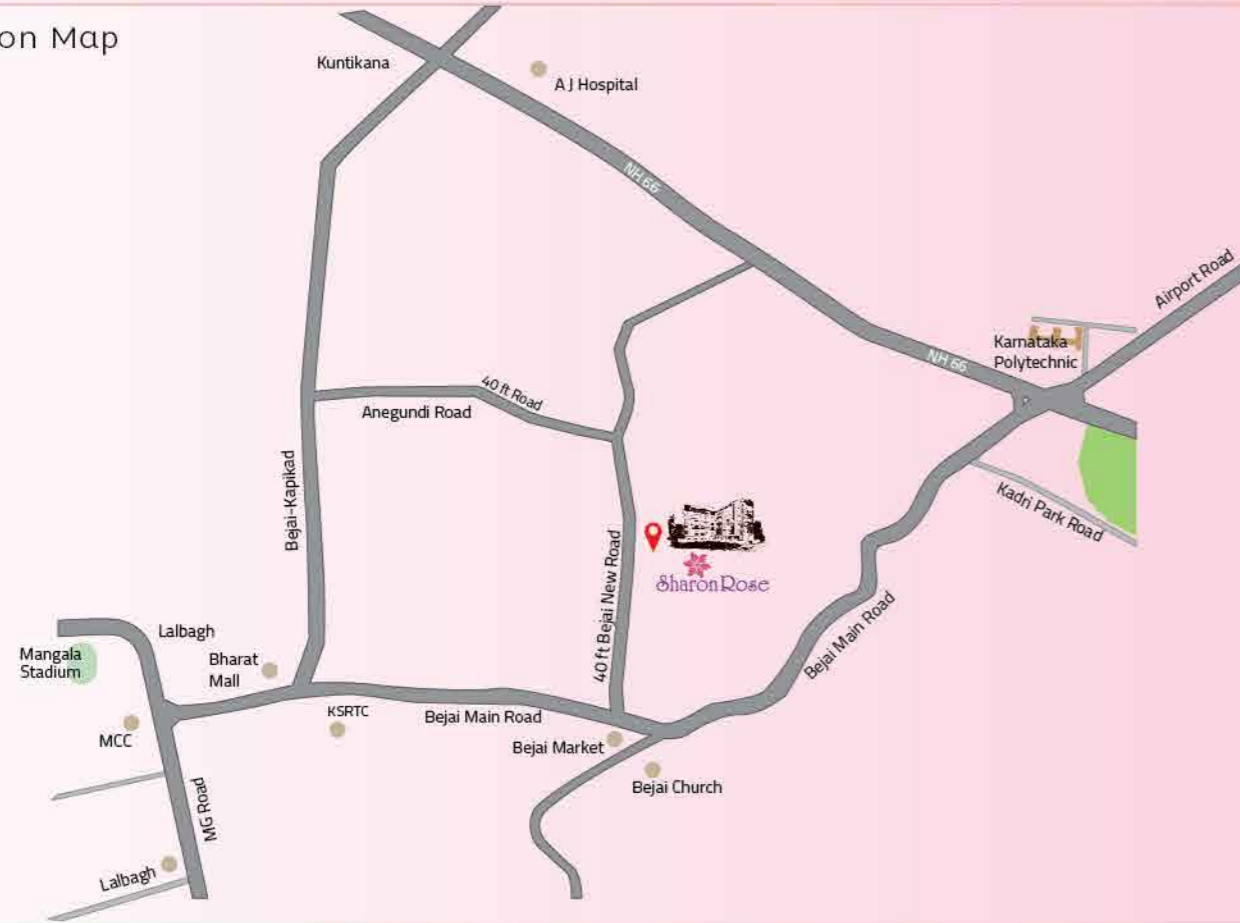 on Map
Kuntikana
A J Hospital
NH 66
Airport Road
Karnataka
Polytechnic
NH 66
40 ft Road
Anegundi Road
Bejai-Kapikad
Kadri Park Road
40 ft Bejai New Road
SharonRose
Bejai Main Road
Lalbagh
Mangala
Stadium
Bharat
Mall
KSRTC
Bejai Main Road
MCC
Bejai Market
Bejai Church
MG Road
Lalbagh